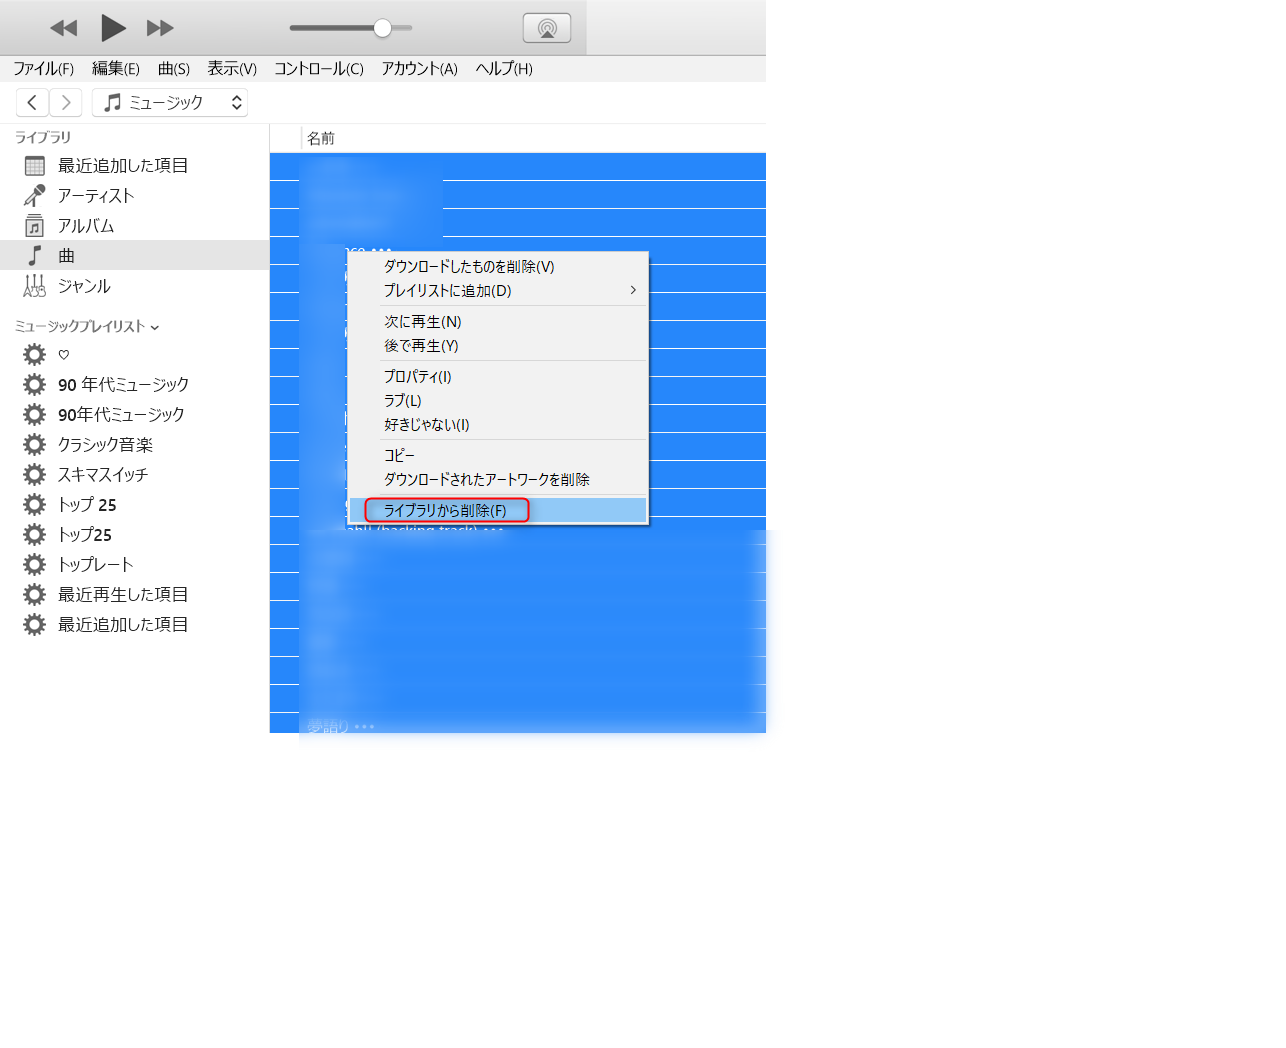 ファイル(F) 編集(E) 曲(S) 表示(V) コントロール(C) アカウント(A) ヘルプ(H)
ミュージック
ライブラリ
最近追加した項目
アーティスト
アルバム
曲
ジャンル
ミュージックプレイリスト
♡
90 年代ミュージック
90年代ミュージック
クラシック音楽
スキマスイッチ
トップ 25
トップ25
トップレート
最近再生した項目
最近追加した項目
名前
ダウンロードしたものを削除(V)
プレイリストに追加(D)
次に再生(N)
後で再生(Y)
プロパティ(I)
ラブ(L)
好きじゃない(I)
コピー
ダウンロードされたアートワークを削除
ライブラリから削除(F)
(backing track) •••
夢語り •••